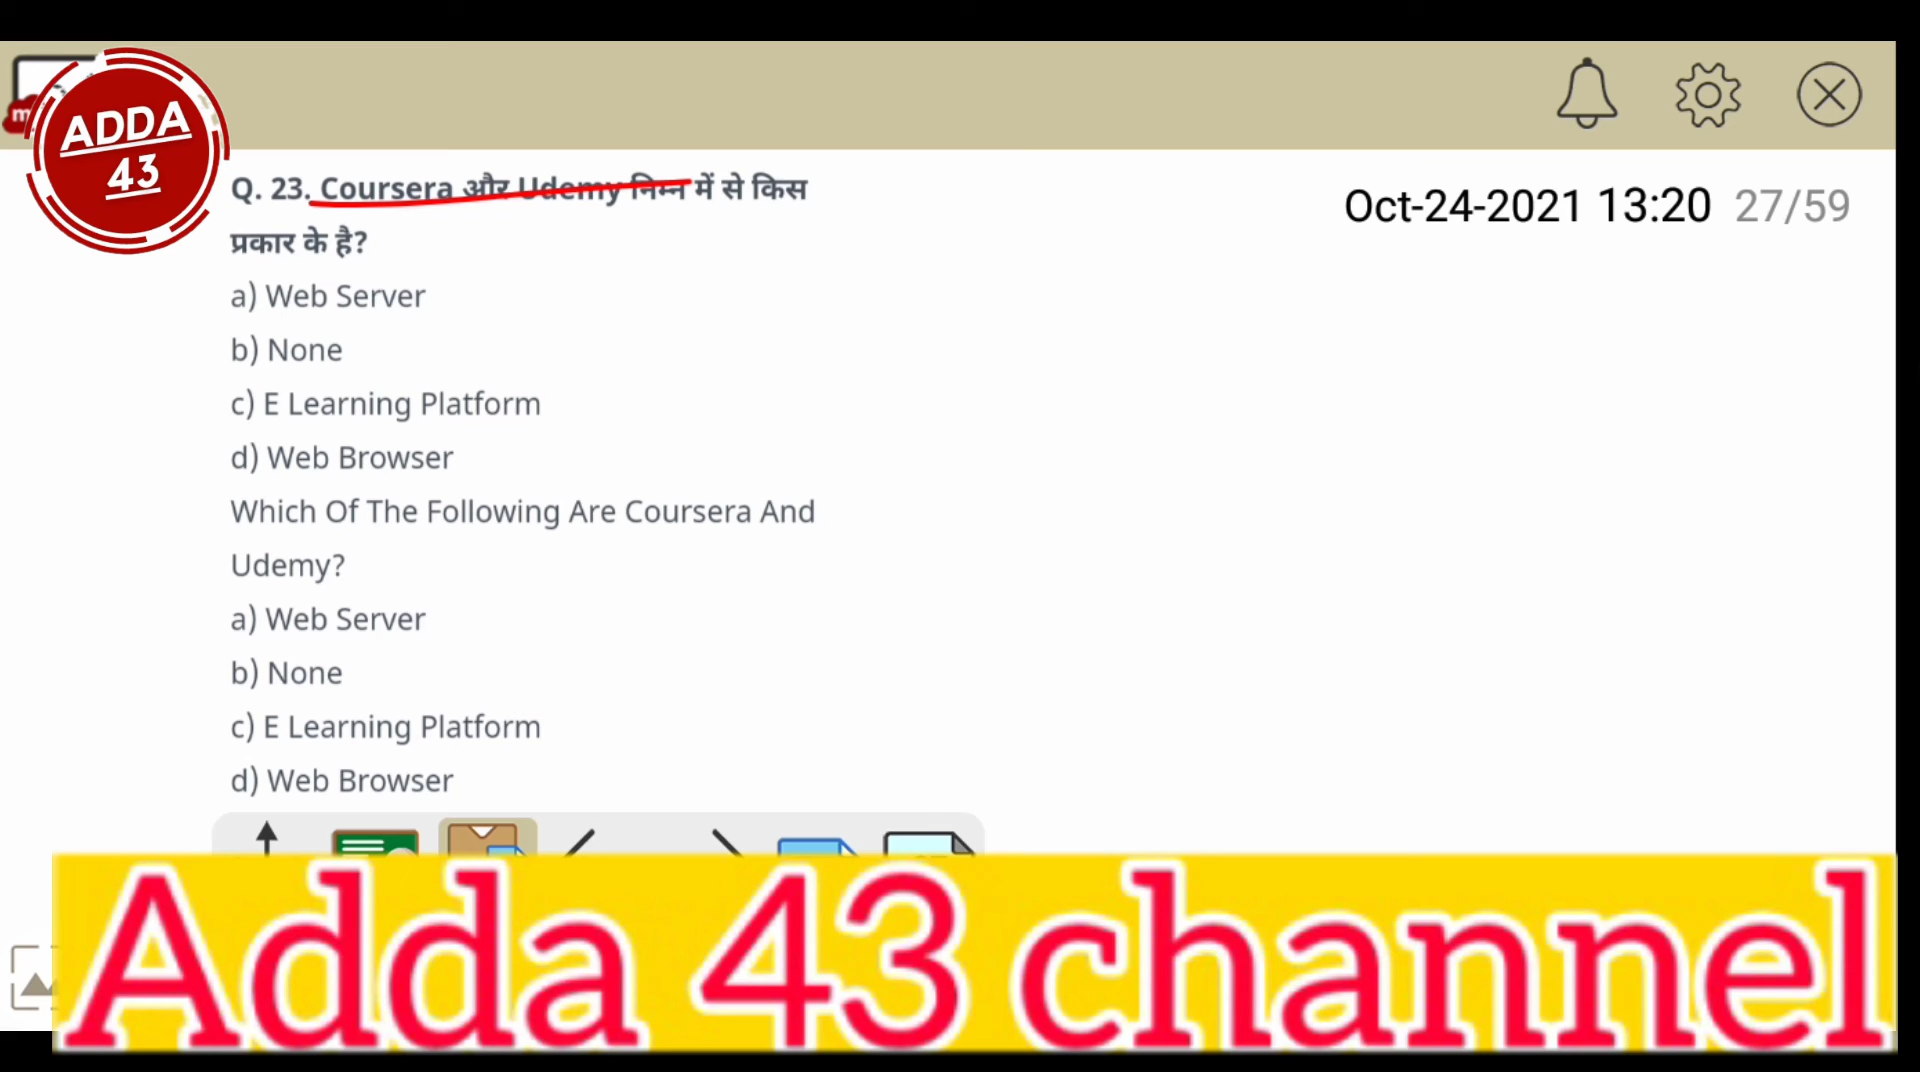 ADDA
43
Q. 23. Coursera और Udemy निम्न में से किस
प्रकार के है?
Oct-24-2021 13:20 27/59
a) Web Server
b) None
c) E Learning Platform
d) Web Browser
Which Of The Following Are Coursera And
Udemy?
a) Web Server
b) None
c) E Learning Platform
d) Web Browser
Adda 43 channel